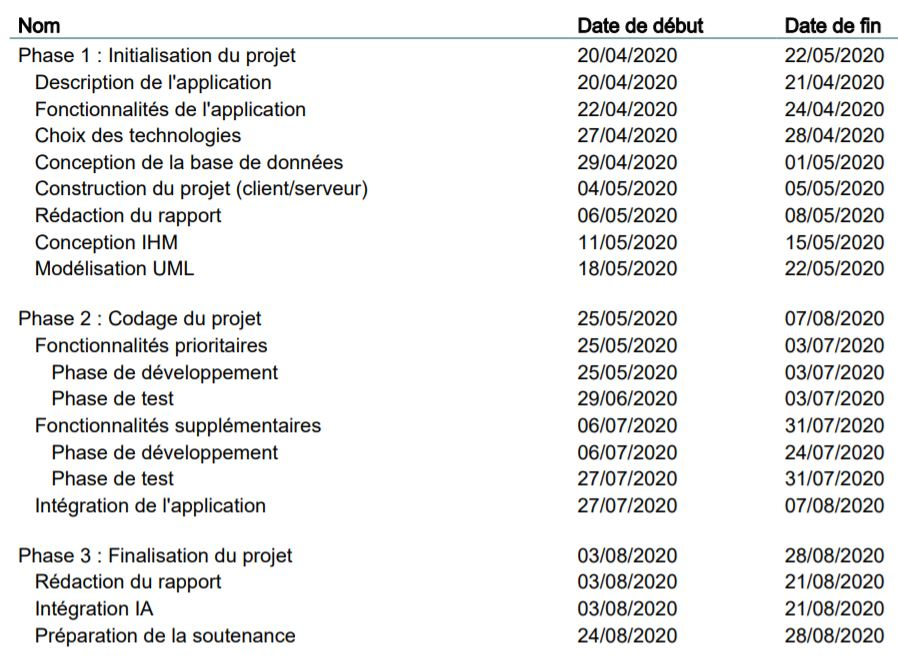 Nom Date de début Date de fin
Phase 1 : Initialisation du projet 20/04/2020 22/05/2020
Description de l'application 20/04/2020 21/04/2020
Fonctionnalités de l'application 22/04/2020 24/04/2020
Choix des technologies 27/04/2020 28/04/2020
Conception de la base de données 29/04/2020 01/05/2020
Construction du projet (client/serveur) 04/05/2020 05/05/2020
Rédaction du rapport 06/05/2020 08/05/2020
Conception IHM 11/05/2020 15/05/2020
Modélisation UML 18/05/2020 22/05/2020
Phase 2 : Codage du projet 25/05/2020 07/08/2020
Fonctionnalités prioritaires 25/05/2020 03/07/2020
Phase de développement 25/05/2020 03/07/2020
Phase de test 29/06/2020 03/07/2020
Fonctionnalités supplémentaires 06/07/2020 31/07/2020
Phase de développement 06/07/2020 24/07/2020
Phase de test 27/07/2020 31/07/2020
Intégration de l'application 27/07/2020 07/08/2020
Phase 3 : Finalisation du projet 03/08/2020 28/08/2020
Rédaction du rapport 03/08/2020 21/08/2020
Intégration IA 03/08/2020 21/08/2020
Préparation de la soutenance 24/08/2020 28/08/2020